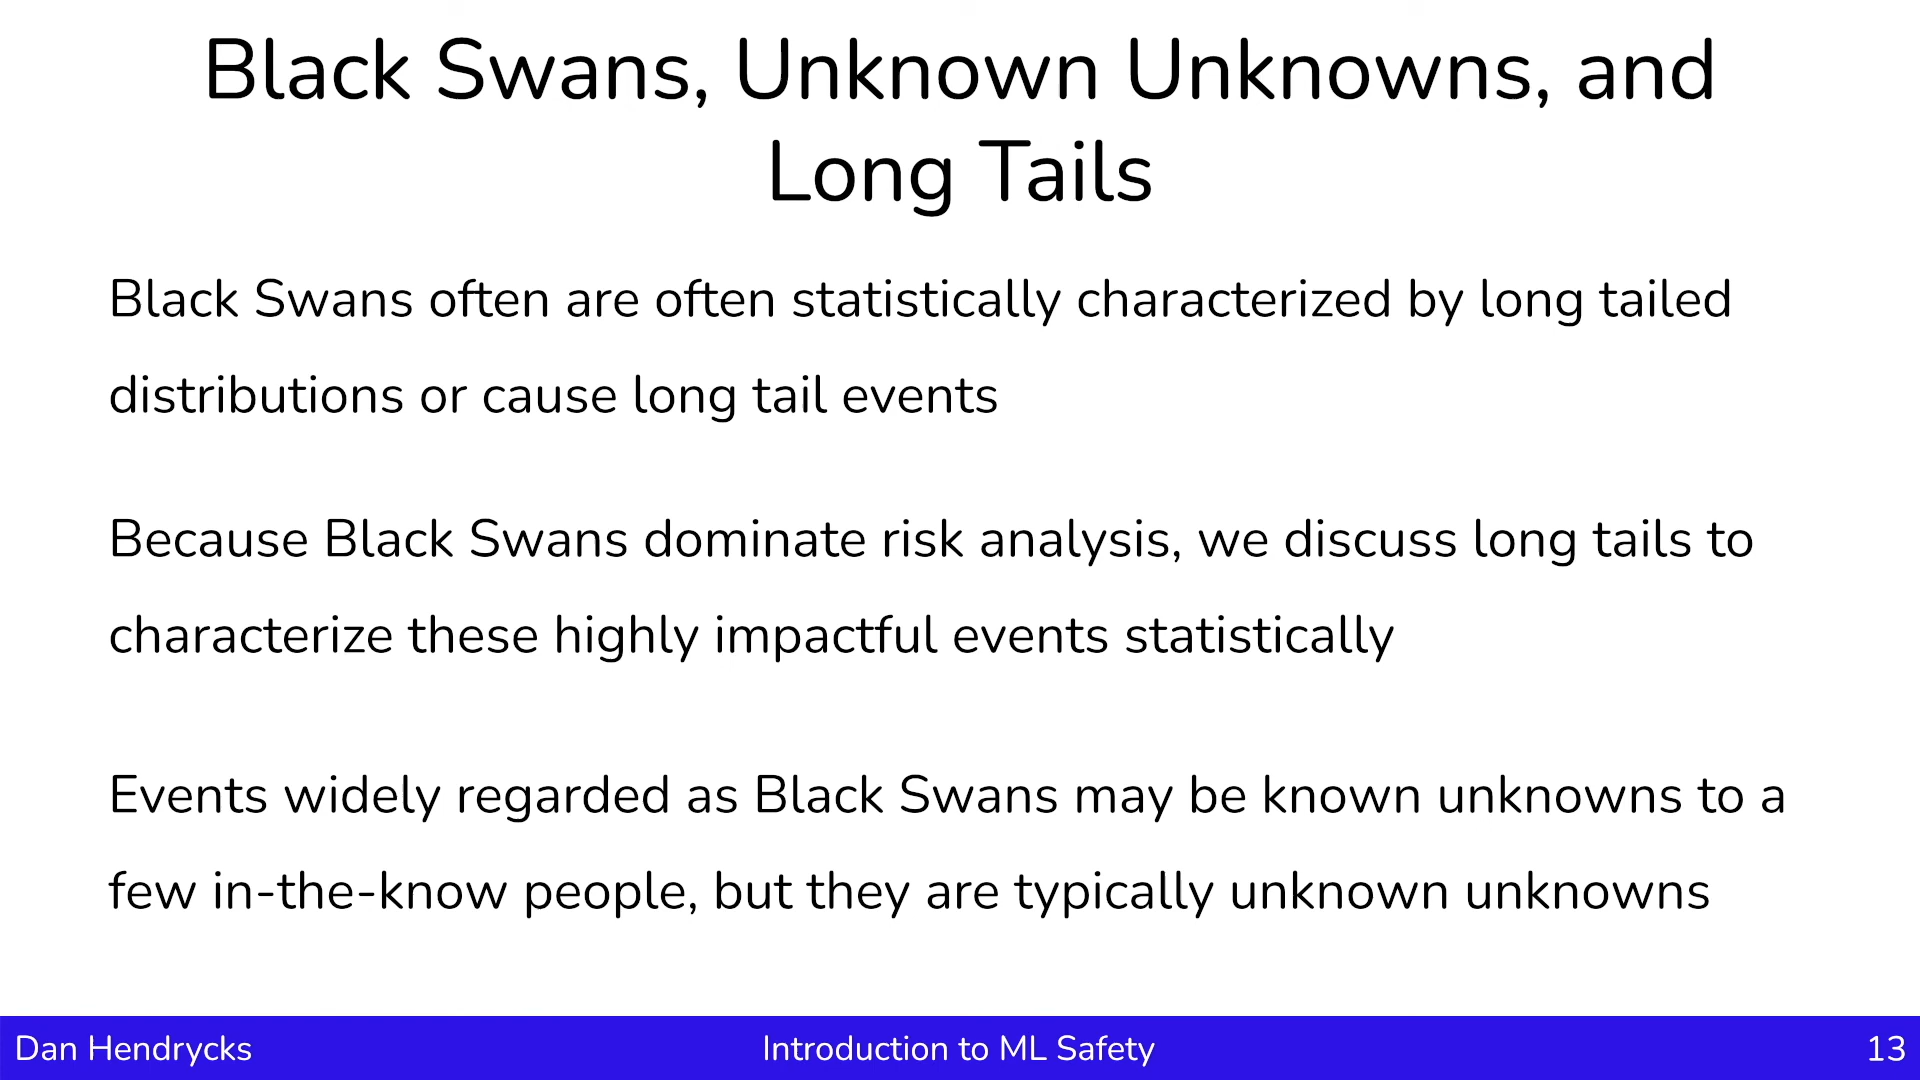 Black Swans, Unknown Unknowns, and
Long Tails
Black Swans often are often statistically characterized by long tailed
distributions or cause long tail events
Because Black Swans dominate risk analysis, we discuss long tails to
characterize these highly impactful events statistically
Events widely regarded as Black Swans may be known unknowns to a
few in-the-know people, but they are typically unknown unknowns
Dan Hendrycks
Introduction to ML Safety
13